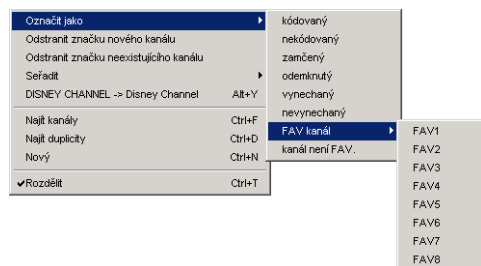 Označit jako
Odstranit značku nového kanálu
Odstranit značku neexistujícího kanálu
Seřadit
DISNEY CHANNEL -> Disney Channel Alt+Y
Najít kanály Ctrl+F
Najít duplicity Ctrl+D
Nový Ctrl+N
✔Rozdělit Ctrl+T
kódovaný
nekódovaný
zamčený
odemknutý
vynechaný
nevynechaný
FAV kanál
kanál není FAV.
FAV1
FAV2
FAV3
FAV4
FAV5
FAV6
FAV7
FAV8